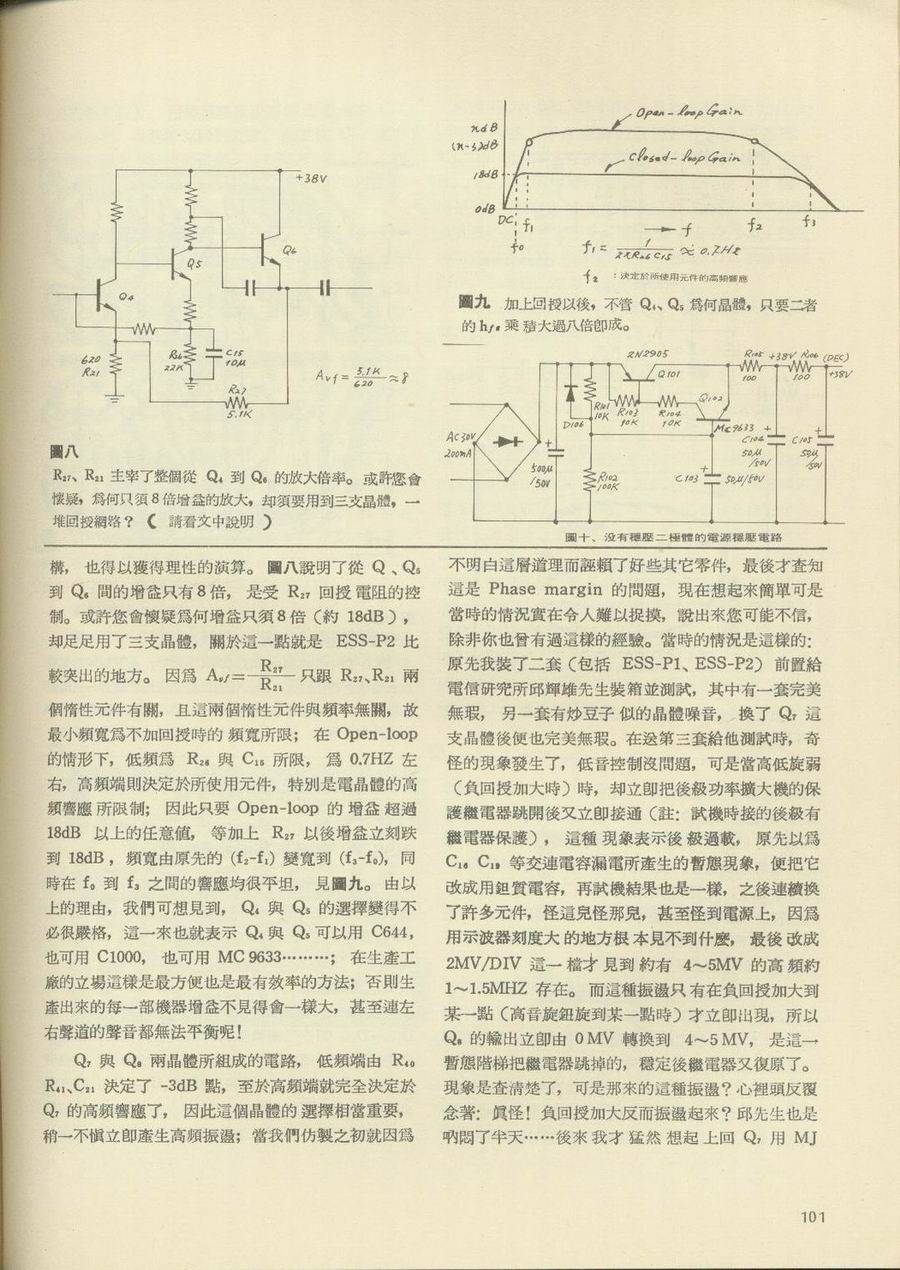 +38V
Q6
Q5
Q4
620
R21
R26
22K
C15
10μ
R27
5.1K
Avf = 5.1K / 620 ≈ 8
圖八
R₂₇、R₂₁ 主宰了整個從 Q₄ 到 Q₆ 的放大倍率。或許您會
懷疑,爲何只須8倍增益的放大,却須要用到三支晶體,一
堆回授網路?(請看文中說明)
Open-loop Gain
ndB
(n-3)dB
closed-loop Gain
18dB
0dB
DC
f1
f0
f
f2
f3
f1 = 1 / 2πR26C15 ≈ 0.7Hz
f2 :決定於所使用元件的高頻響應
圖九 加上回授以後,不管 Q₄、Q₅ 爲何晶體,只要二者
的 hfe 乘積大過八倍卽成。
2N2905
Q101
R105
100
+38V
R106
100
(DEC)
+38V
AC30V
200mA
D106
R101
10K
R103
10K
R104
10K
Q102
MC9633
500μ
/50V
R102
100K
C103
50μ/50V
C104
50μ
/50V
C105
50μ
/50V
圖十、没有穩壓二極體的電源穩壓電路
構,也得以獲得理性的演算。圖八說明了從 Q 、Q₅
到 Q₆ 間的增益只有8倍,是受 R₂₇ 回授電阻的控
制。或許您會懷疑爲何增益只須8倍(約 18dB),
却足足用了三支晶體,關於這一點就是 ESS-P2 比
較突出的地方。因爲 Avf = R₂₇ / R₂₁ 只跟 R₂₇、R₂₁ 兩
個惰性元件有關,且這兩個惰性元件與頻率無關,故
最小頻寬爲不加回授時的頻寬所限;在 Open-loop
的情形下,低頻爲 R₂₆ 與 C₁₅ 所限,爲 0.7HZ 左
右,高頻端則決定於所使用元件,特別是電晶體的高
頻響應所限制;因此只要 Open-loop 的增益超過
18dB 以上的任意値,等加上 R₂₇ 以後增益立刻跌
到 18dB,頻寬由原先的 (f₂-f₁) 變寬到 (f₃-f₀),同
時在 f₀ 到 f₃ 之間的響應均很平坦,見圖九。由以
上的理由,我們可想見到,Q₄ 與 Q₅ 的選擇變得不
必很嚴格,這一來也就表示 Q₄ 與 Q₅ 可以用 C644,
也可用 C1000,也可用 MC 9633………;在生產工
廠的立場這樣是最方便也是最有效率的方法;否則生
產出來的每一部機器增益不見得會一樣大,甚至連左
右聲道的聲音都無法平衡呢!
Q₇ 與 Q₈ 兩晶體所組成的電路,低頻端由 R₄₀
R₄₁、C₂₁ 決定了 -3dB 點,至於高頻端就完全決定於
Q₇ 的高頻響應了,因此這個晶體的選擇相當重要,
稍一不愼立卽產生高頻振盪;當我們仿製之初就因爲
不明白這層道理而誣賴了好些其它零件,最後才查知
這是 Phase margin 的問題,現在想起來簡單可是
當時的情況實在令人難以捉摸,說出來您可能不信,
除非你也曾有過這樣的經驗。當時的情況是這樣的:
原先我裝了二套(包括 ESS-P1、ESS-P2)前置給
電信研究所邱輝雄先生裝箱並測試,其中有一套完美
無瑕,另一套有炒豆子似的晶體噪音,換了 Q₇ 這
支晶體後便也完美無瑕。在送第三套給他測試時,奇
怪的現象發生了,低音控制沒問題,可是當高低旋弱
(負回授加大時)時,却立卽把後級功率擴大機的保
護繼電器跳開後又立卽接通(註:試機時接的後級有
繼電器保護),這種現象表示後級過載,原先以爲
C₁₆ C₁₉ 等交連電容漏電所產生的暫態現象,便把它
改成用鉭質電容,再試機結果也是一樣,之後連續換
了許多元件,怪這兒怪那兒,甚至怪到電源上,因爲
用示波器刻度大的地方根本見不到什麼,最後改成
2MV/DIV 這一檔才見到約有 4~5MV 的高頻約
1~1.5MHZ 存在。而這種振盪只有在負回授加大到
某一點(高音旋鈕旋到某一點時)才立卽出現,所以
Q₈ 的輸出立卽由 0 MV 轉換到 4~5 MV,是這一
暫態階梯把繼電器跳掉的,穩定後繼電器又復原了。
現象是查清楚了,可是那來的這種振盪?心裡頭反覆
念著:眞怪!負回授加大反而振盪起來?邱先生也是
吶悶了半天……後來我才猛然想起上回 Q₇ 用 MJ
101